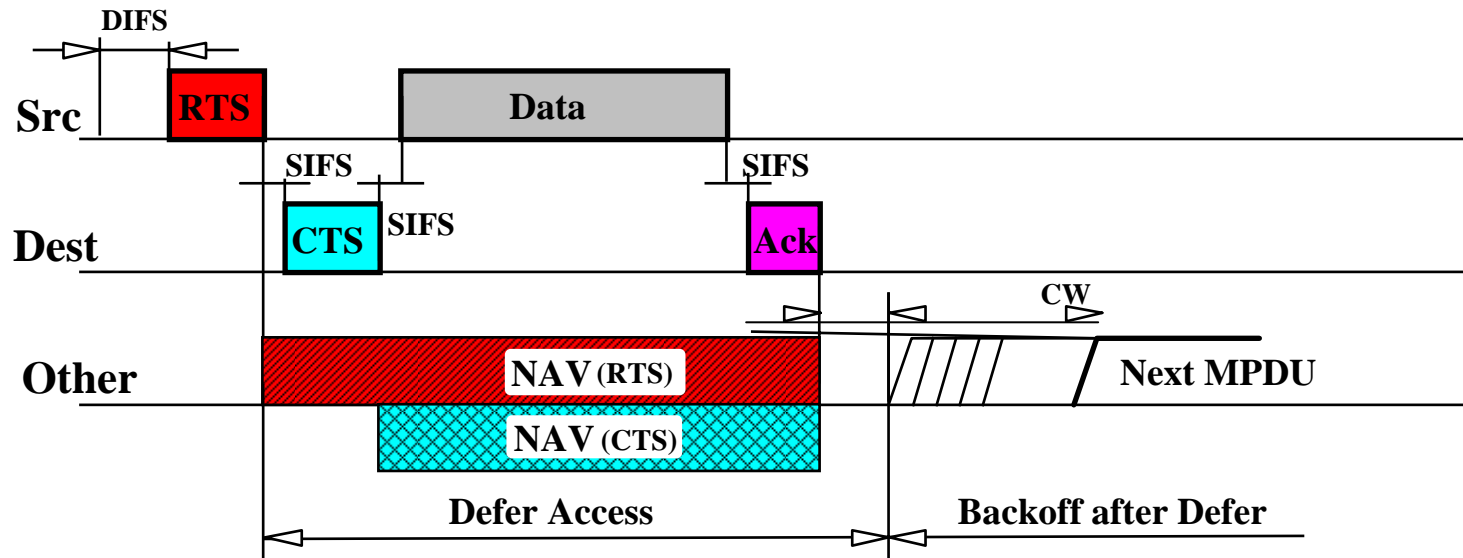 DIFS
Src
RTS
Data
SIFS
SIFS
SIFS
Dest
CTS
Ack
CW
Other
NAV (RTS)
Next MPDU
NAV (CTS)
Defer Access
Backoff after Defer